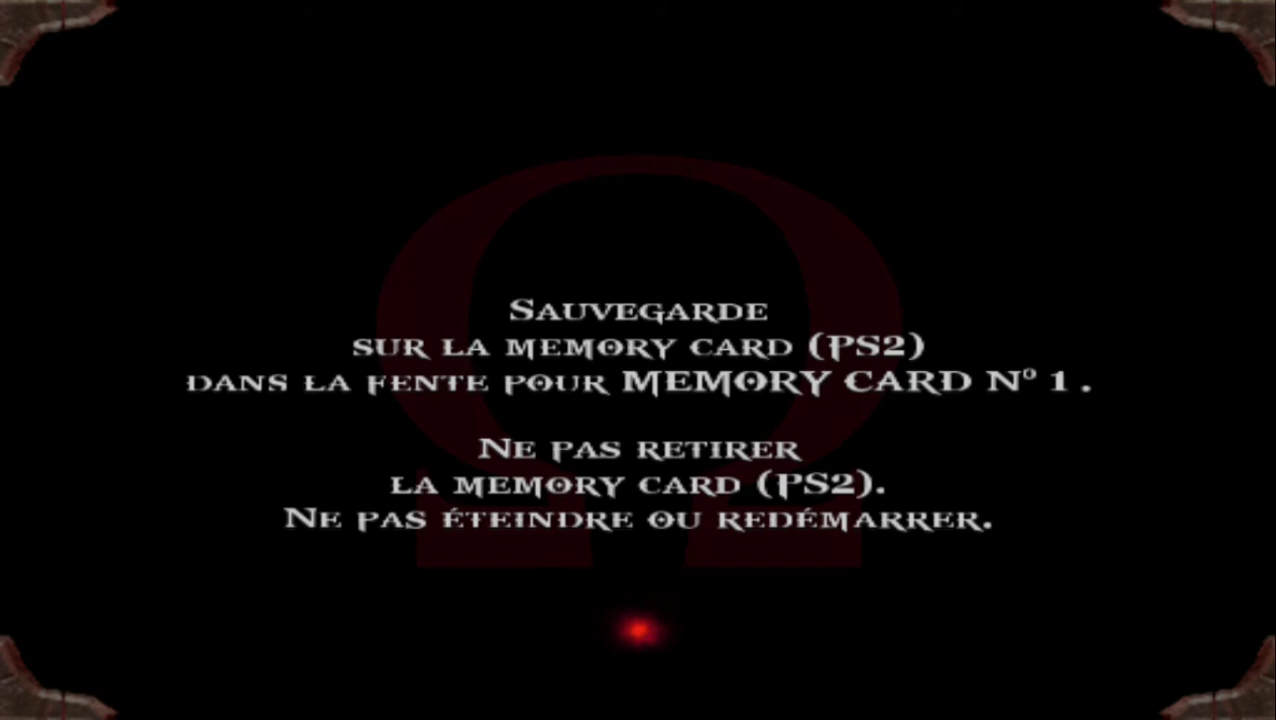 Sauvegarde
sur la memory card (PS2)
dans la fente pour MEMORY CARD Nº 1.
Ne pas retirer
la memory card (PS2).
Ne pas éteindre ou redémarrer.